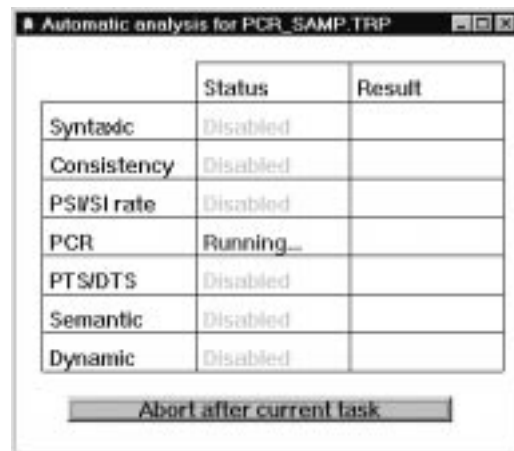 Automatic analysis for PCR_SAMP.TRP
Status Result
Syntaxic Disabled
Consistency Disabled
PSI/SI rate Disabled
PCR Running...
PTS/DTS Disabled
Semantic Disabled
Dynamic Disabled
Abort after current task